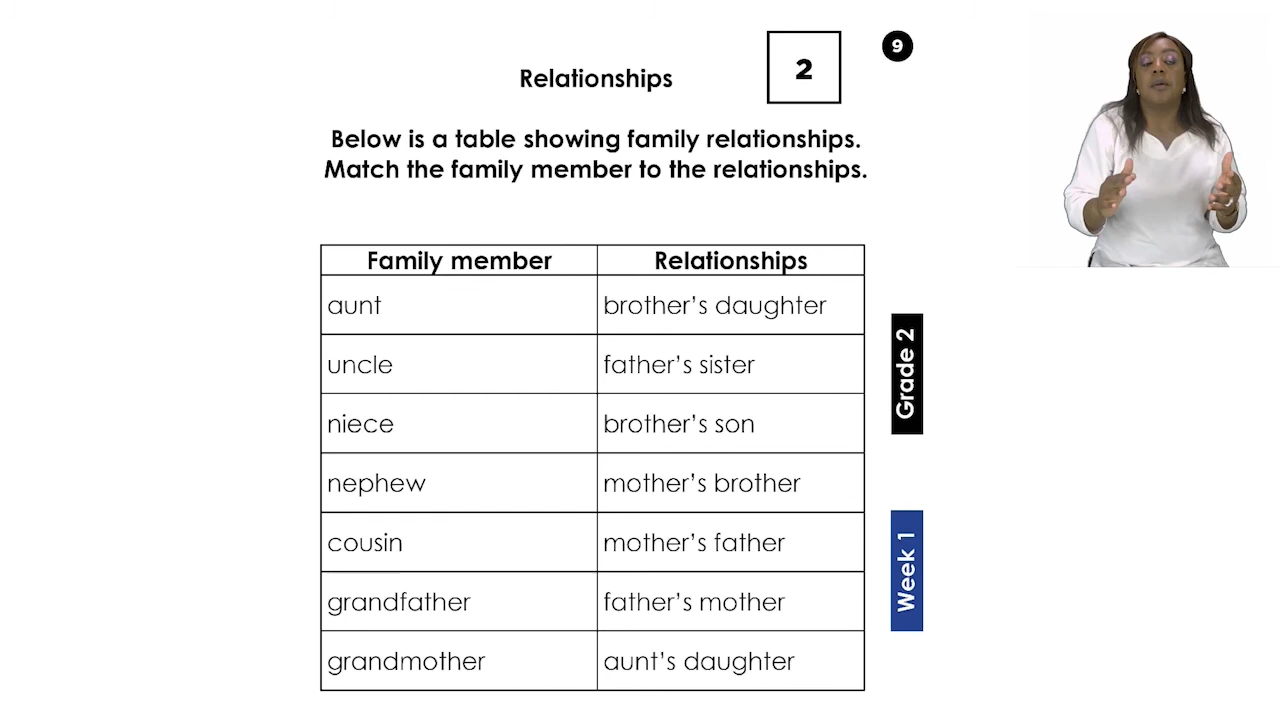 Relationships
2
9
Below is a table showing family relationships.
Match the family member to the relationships.
Family member Relationships
aunt brother's daughter
uncle father's sister
niece brother's son
nephew mother's brother
cousin mother's father
grandfather father's mother
grandmother aunt's daughter
Grade 2
Week 1